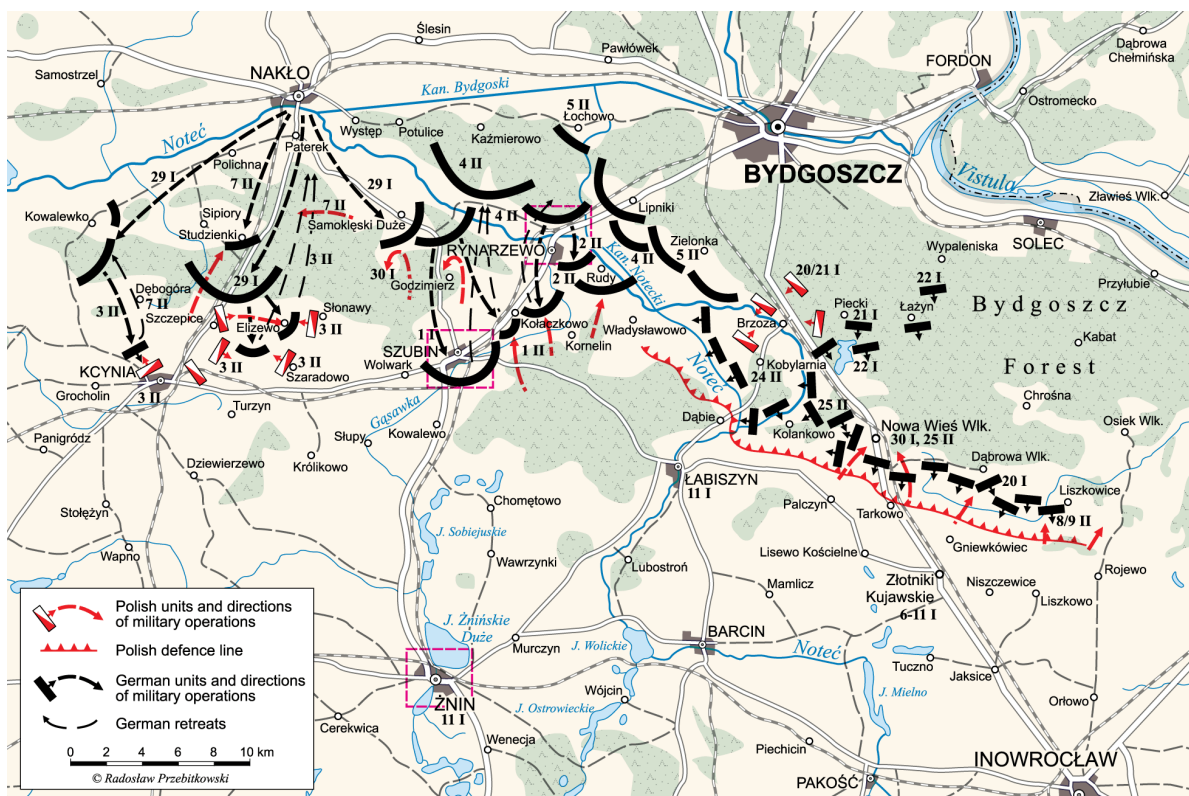 Ślesin
Pawłówek
Dąbrowa
Chełmińska
FORDON
Samostrzel
NAKŁO
Kan. Bydgoski
Ostromecko
5 II
Łochowo
Występ
Potulice
Kaźmierowo
Noteć
Paterek
Polichna
4 II
BYDGOSZCZ
Vistula
29 I
7 II
29 I
Zławieś Wlk.
Kowalewko
Sipiory
Studzienki
7 II
Samoklęski Duże
4 II
Lipniki
SOLEC
RYNARZEWO
2 II
Zielonka
Wypaleniska
3 II
4 II
5 II
Kan. Notecki
29 I
30 I
Godzimierz
2 II
Rudy
20/21 I
22 I
Przyłubie
Dębogóra
7 II
3 II
Słonawy
Piecki
21 I
Łażyn
Bydgoszcz
Szczepice
Elizewo
3 II
Kołaczkowo
Władysławowo
Brzoza
Kabat
1 II
Kornelin
SZUBIN
1 II
Noteć
Kobylarnia
22 I
Forest
KCYNIA
3 II
3 II
Szaradowo
Wolwark
24 II
Grocholin
3 II
Chrośna
Turzyn
Gąsawka
Dąbie
25 II
Kolankowo
Nowa Wieś Wlk.
30 I, 25 II
Osiek Wlk.
Panigródz
Słupy
Kowalewo
Dąbrowa Wlk.
Królikowo
Dziewierzewo
ŁABISZYN
11 I
20 I
Liszkowice
Chomętowo
Palczyn
Tarkowo
8/9 II
Stołężyn
J. Sobiejuskie
Gniewkówiec
Wapno
Wawrzynki
Lubostroń
Lisewo Kościelne
Złotniki
Kujawskie
6-11 I
Rojewo
Mamlicz
Niszczewice
Liszkowo
Polish units and directions
of military operations
J. Żnińskie
Duże
Murczyn
J. Wolickie
BARCIN
Noteć
Polish defence line
Tuczno
Jaksice
German units and directions
of military operations
ŻNIN
11 I
Wójcin
J. Mielno
Orłowo
German retreats
Cerekwica
J. Ostrowieckie
Wenecja
Piechcin
INOWROCŁAW
0 2 4 6 8 10 km
© Radosław Przebitkowski
PAKOŚĆ